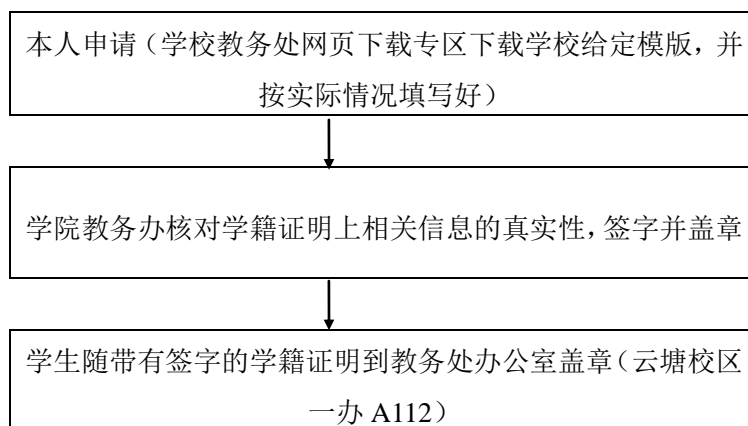 本人申请（学校教务处网页下载专区下载学校给定模版，并
按实际情况填写好）
学院教务办核对学籍证明上相关信息的真实性，签字并盖章
学生随带有签字的学籍证明到教务处办公室盖章（云塘校区
一办 A112）